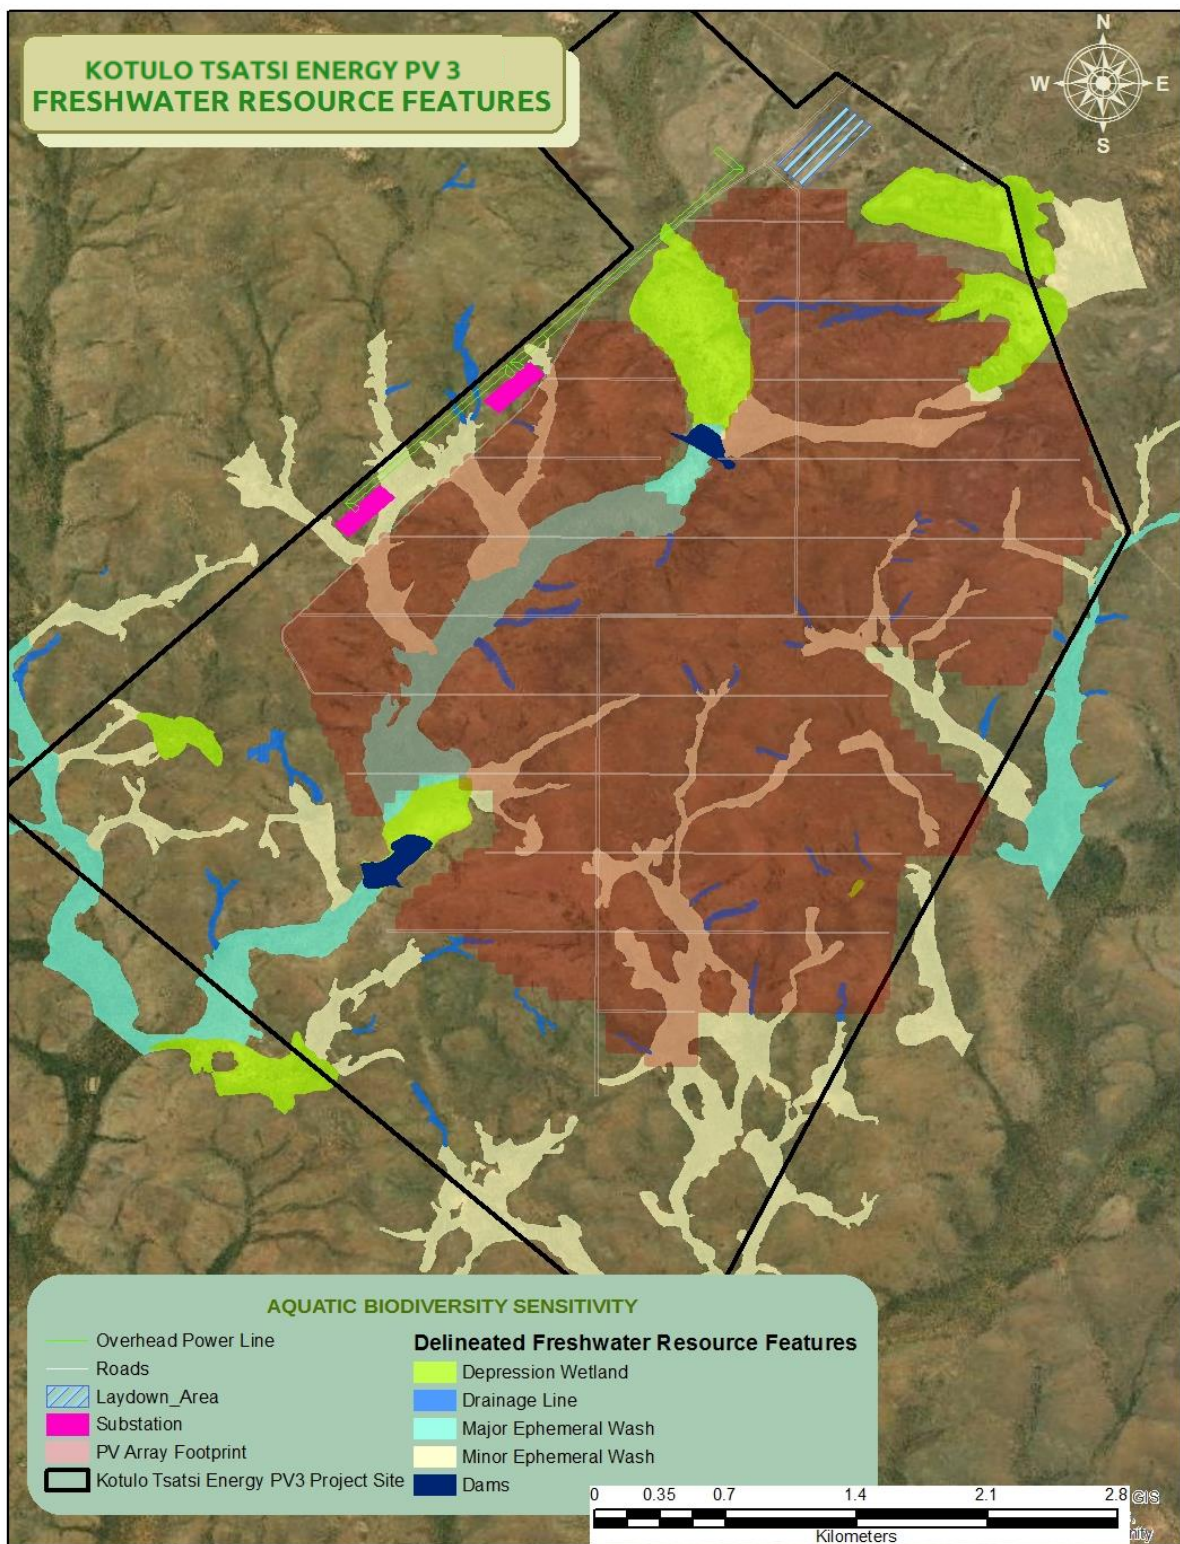 KOTULO TSATSI ENERGY PV 3
FRESHWATER RESOURCE FEATURES
N
W
E
S
AQUATIC BIODIVERSITY SENSITIVITY
Overhead Power Line
Roads
Laydown_Area
Substation
PV Array Footprint
Kotulo Tsatsi Energy PV3 Project Site
Delineated Freshwater Resource Features
Depression Wetland
Drainage Line
Major Ephemeral Wash
Minor Ephemeral Wash
Dams
0 0.35 0.7 1.4 2.1 2.8
Kilometers
GIS